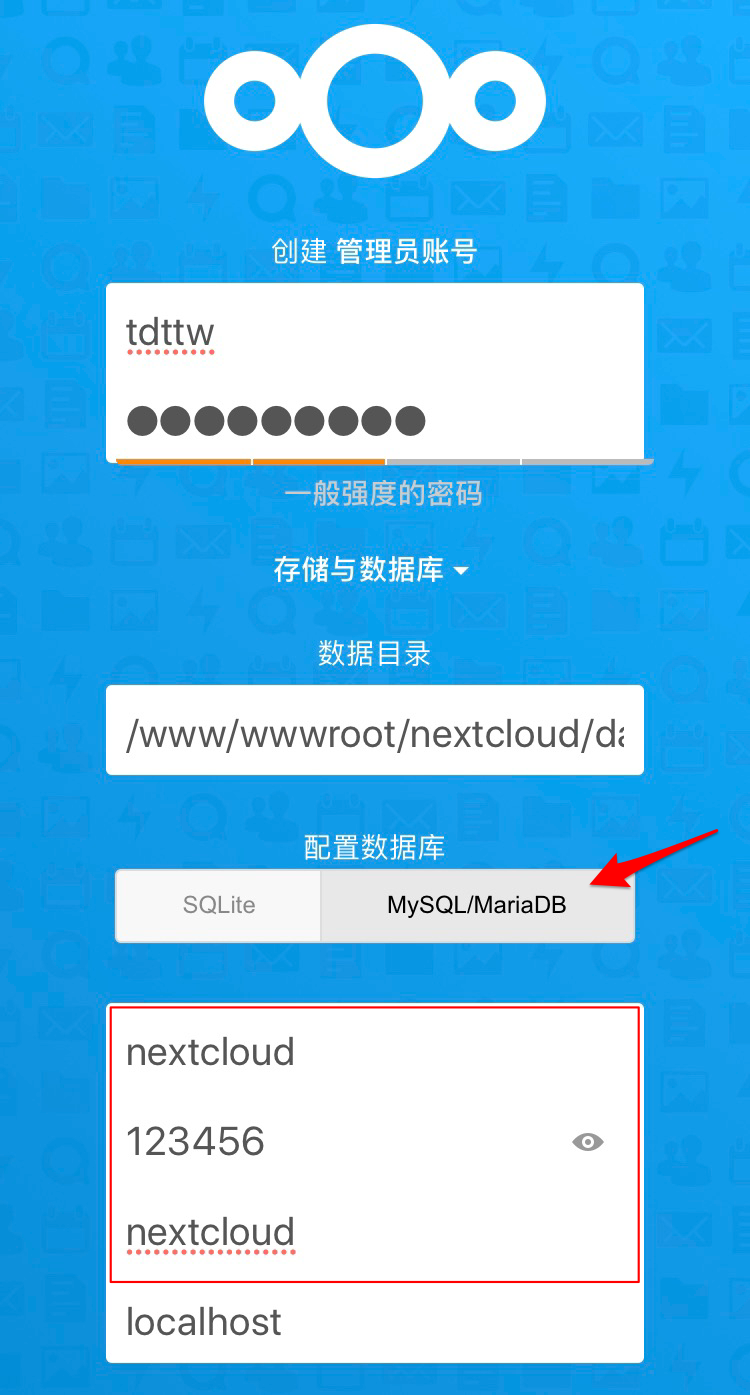 创建 管理员账号
tdttw
●●●●●●●●●
一般强度的密码
存储与数据库
数据目录
/www/wwwroot/nextcloud/da
配置数据库
SQLite
MySQL/MariaDB
nextcloud
123456
nextcloud
localhost